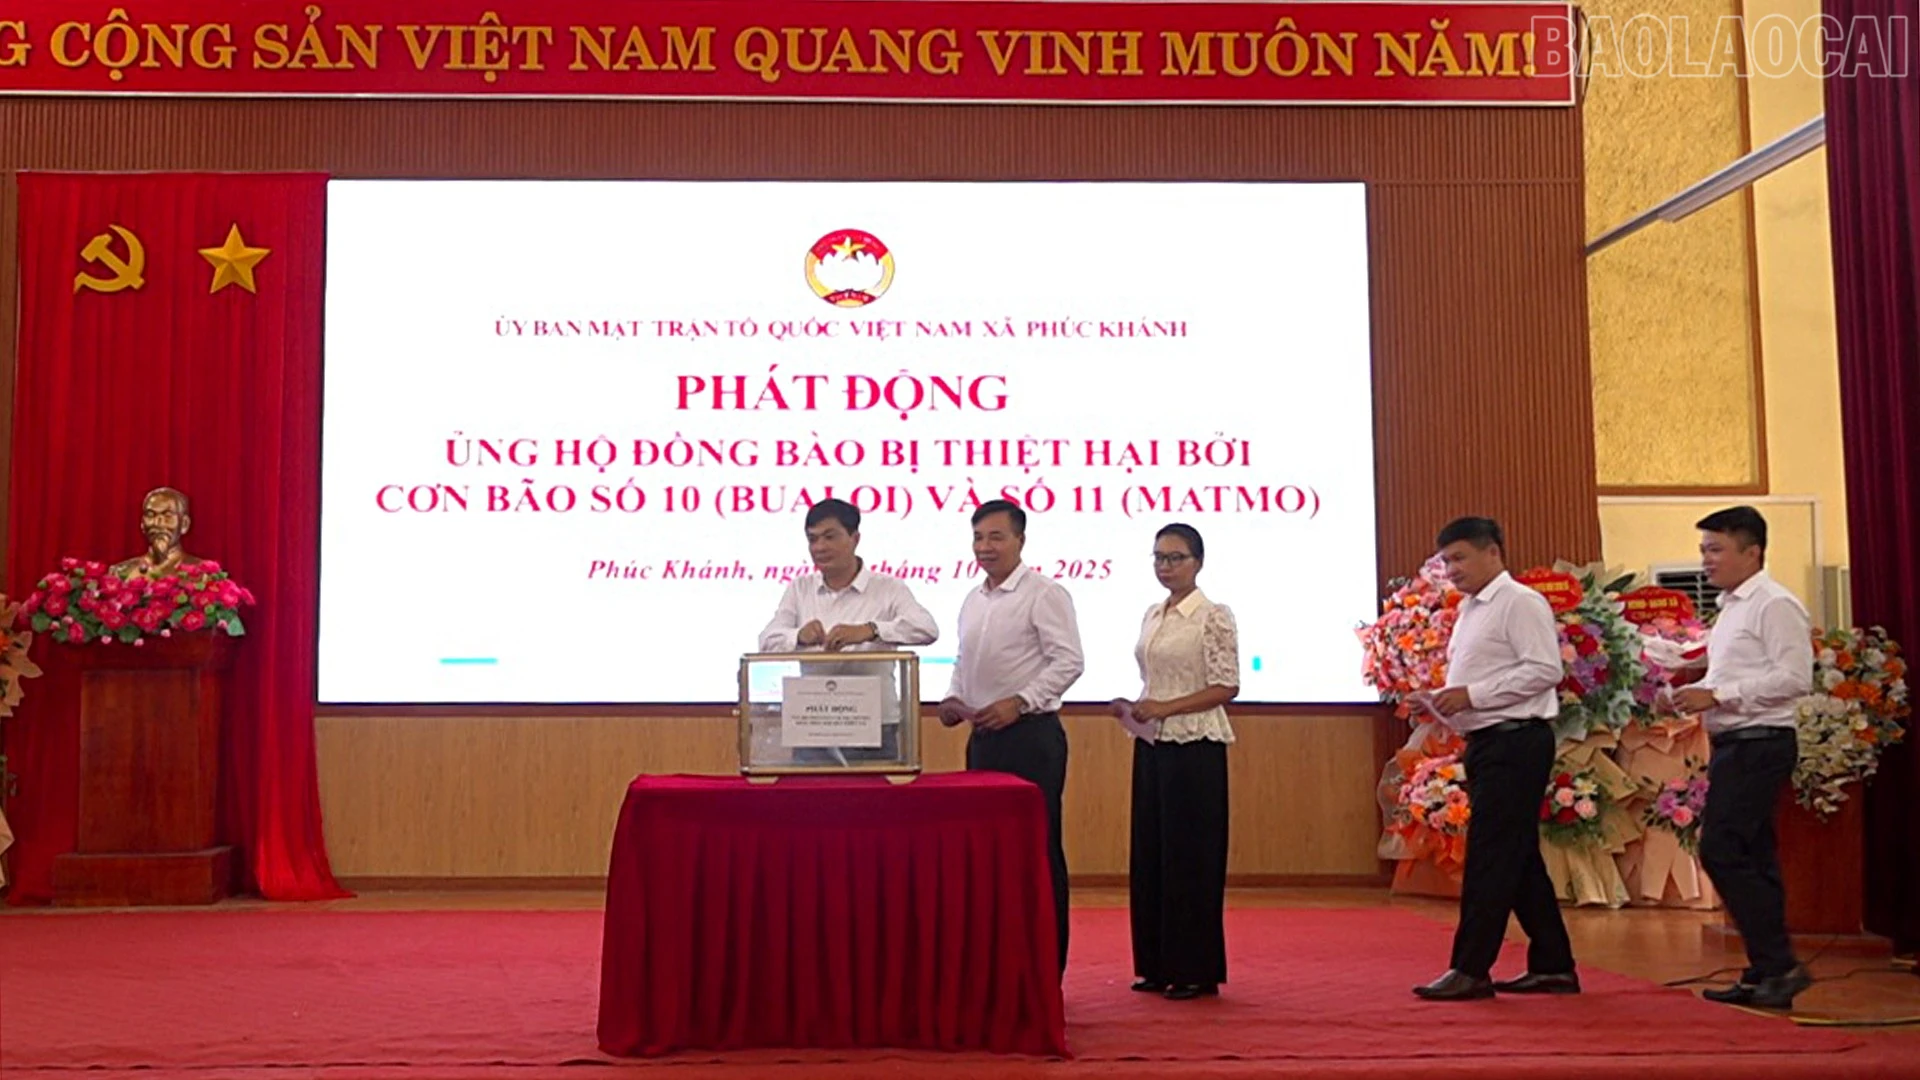 G CỘNG SẢN VIỆT NAM QUANG VINH MUÔN NĂM!
BAOLAOCAI
ỦY BAN MẶT TRẬN TỔ QUỐC VIỆT NAM XÃ PHÚC KHÁNH
PHÁT ĐỘNG
ỦNG HỘ ĐỒNG BÀO BỊ THIỆT HẠI BỞI
CƠN BÃO SỐ 10 (BUALOI) VÀ SỐ 11 (MATMO)
Phúc Khánh, ngày tháng 10 2025
PHÁT ĐỘNG